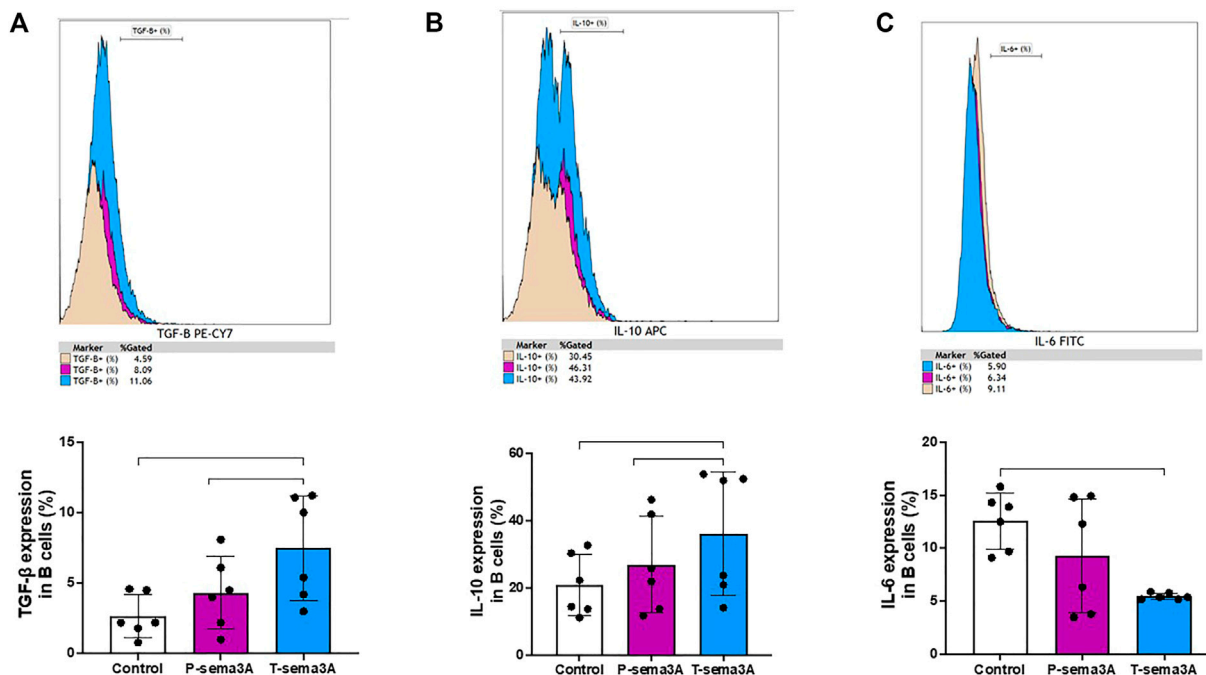 A
TGF-B+ (%)
TGF-B PE-CY7
Marker %Gated
TGF-B+ (%) 4.59
TGF-B+ (%) 8.09
TGF-B+ (%) 11.06
B
IL-10+ (%)
IL-10 APC
Marker %Gated
IL-10+ (%) 30.45
IL-10+ (%) 46.31
IL-10+ (%) 43.92
C
IL-6+ (%)
IL-6 FITC
Marker %Gated
IL-6+ (%) 5.90
IL-6+ (%) 6.34
IL-6+ (%) 9.11
TGF-β expression
in B cells (%)
15
10
5
0
Control P-sema3A T-sema3A
IL-10 expression
in B cells (%)
60
40
20
0
Control P-sema3A T-sema3A
IL-6 expression
in B cells (%)
20
15
10
5
0
Control P-sema3A T-sema3A